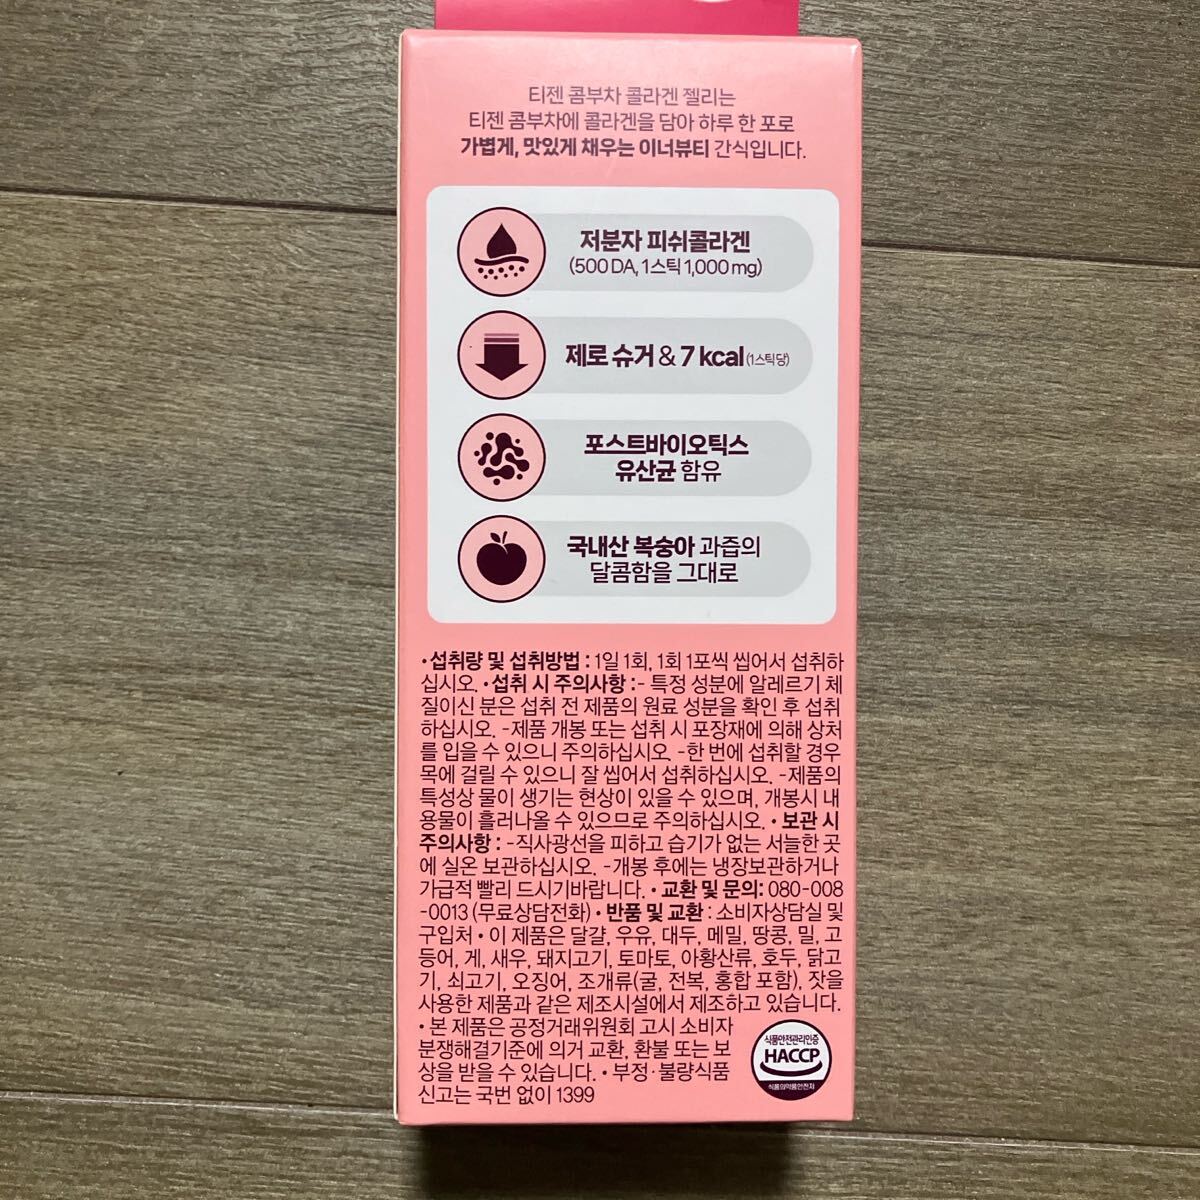 티젠 콤부차 콜라겐 젤리는
티젠 콤부차에 콜라겐을 담아 하루 한 포로
가볍게, 맛있게 채우는 이너뷰티 간식입니다.
저분자 피쉬콜라겐
(500 DA, 1스틱 1,000 mg)
제로 슈거 & 7 kcal (1스틱당)
포스트바이오틱스
유산균 함유
국내산 복숭아 과즙의
달콤함을 그대로
• 섭취량 및 섭취방법 : 1일 1회, 1회 1포씩 씹어서 섭취하
십시오. • 섭취 시 주의사항 : - 특정 성분에 알레르기 체
질이신 분은 섭취 전 제품의 원료 성분을 확인 후 섭취
하십시오. -제품 개봉 또는 섭취 시 포장재에 의해 상처
를 입을 수 있으니 주의하십시오. -한 번에 섭취할 경우
목에 걸릴 수 있으니 잘 씹어서 섭취하십시오. -제품의
특성상 물이 생기는 현상이 있을 수 있으며, 개봉시 내
용물이 흘러나올 수 있으므로 주의하십시오. • 보관 시
주의사항 : -직사광선을 피하고 습기가 없는 서늘한 곳
에 실온 보관하십시오. -개봉 후에는 냉장보관하거나
가급적 빨리 드시기바랍니다. • 교환 및 문의: 080-008
-0013 (무료상담전화) • 반품 및 교환 : 소비자상담실 및
구입처 • 이 제품은 달걀, 우유, 대두, 메밀, 땅콩, 밀, 고
등어, 게, 새우, 돼지고기, 토마토, 아황산류, 호두, 닭고
기, 쇠고기, 오징어, 조개류(굴, 전복, 홍합 포함), 잣을
사용한 제품과 같은 제조시설에서 제조하고 있습니다.
• 본 제품은 공정거래위원회 고시 소비자
분쟁해결기준에 의거 교환, 환불 또는 보
상을 받을 수 있습니다. • 부정·불량식품
신고는 국번 없이 1399
식품안전관리인증
HACCP
식품의약품안전처